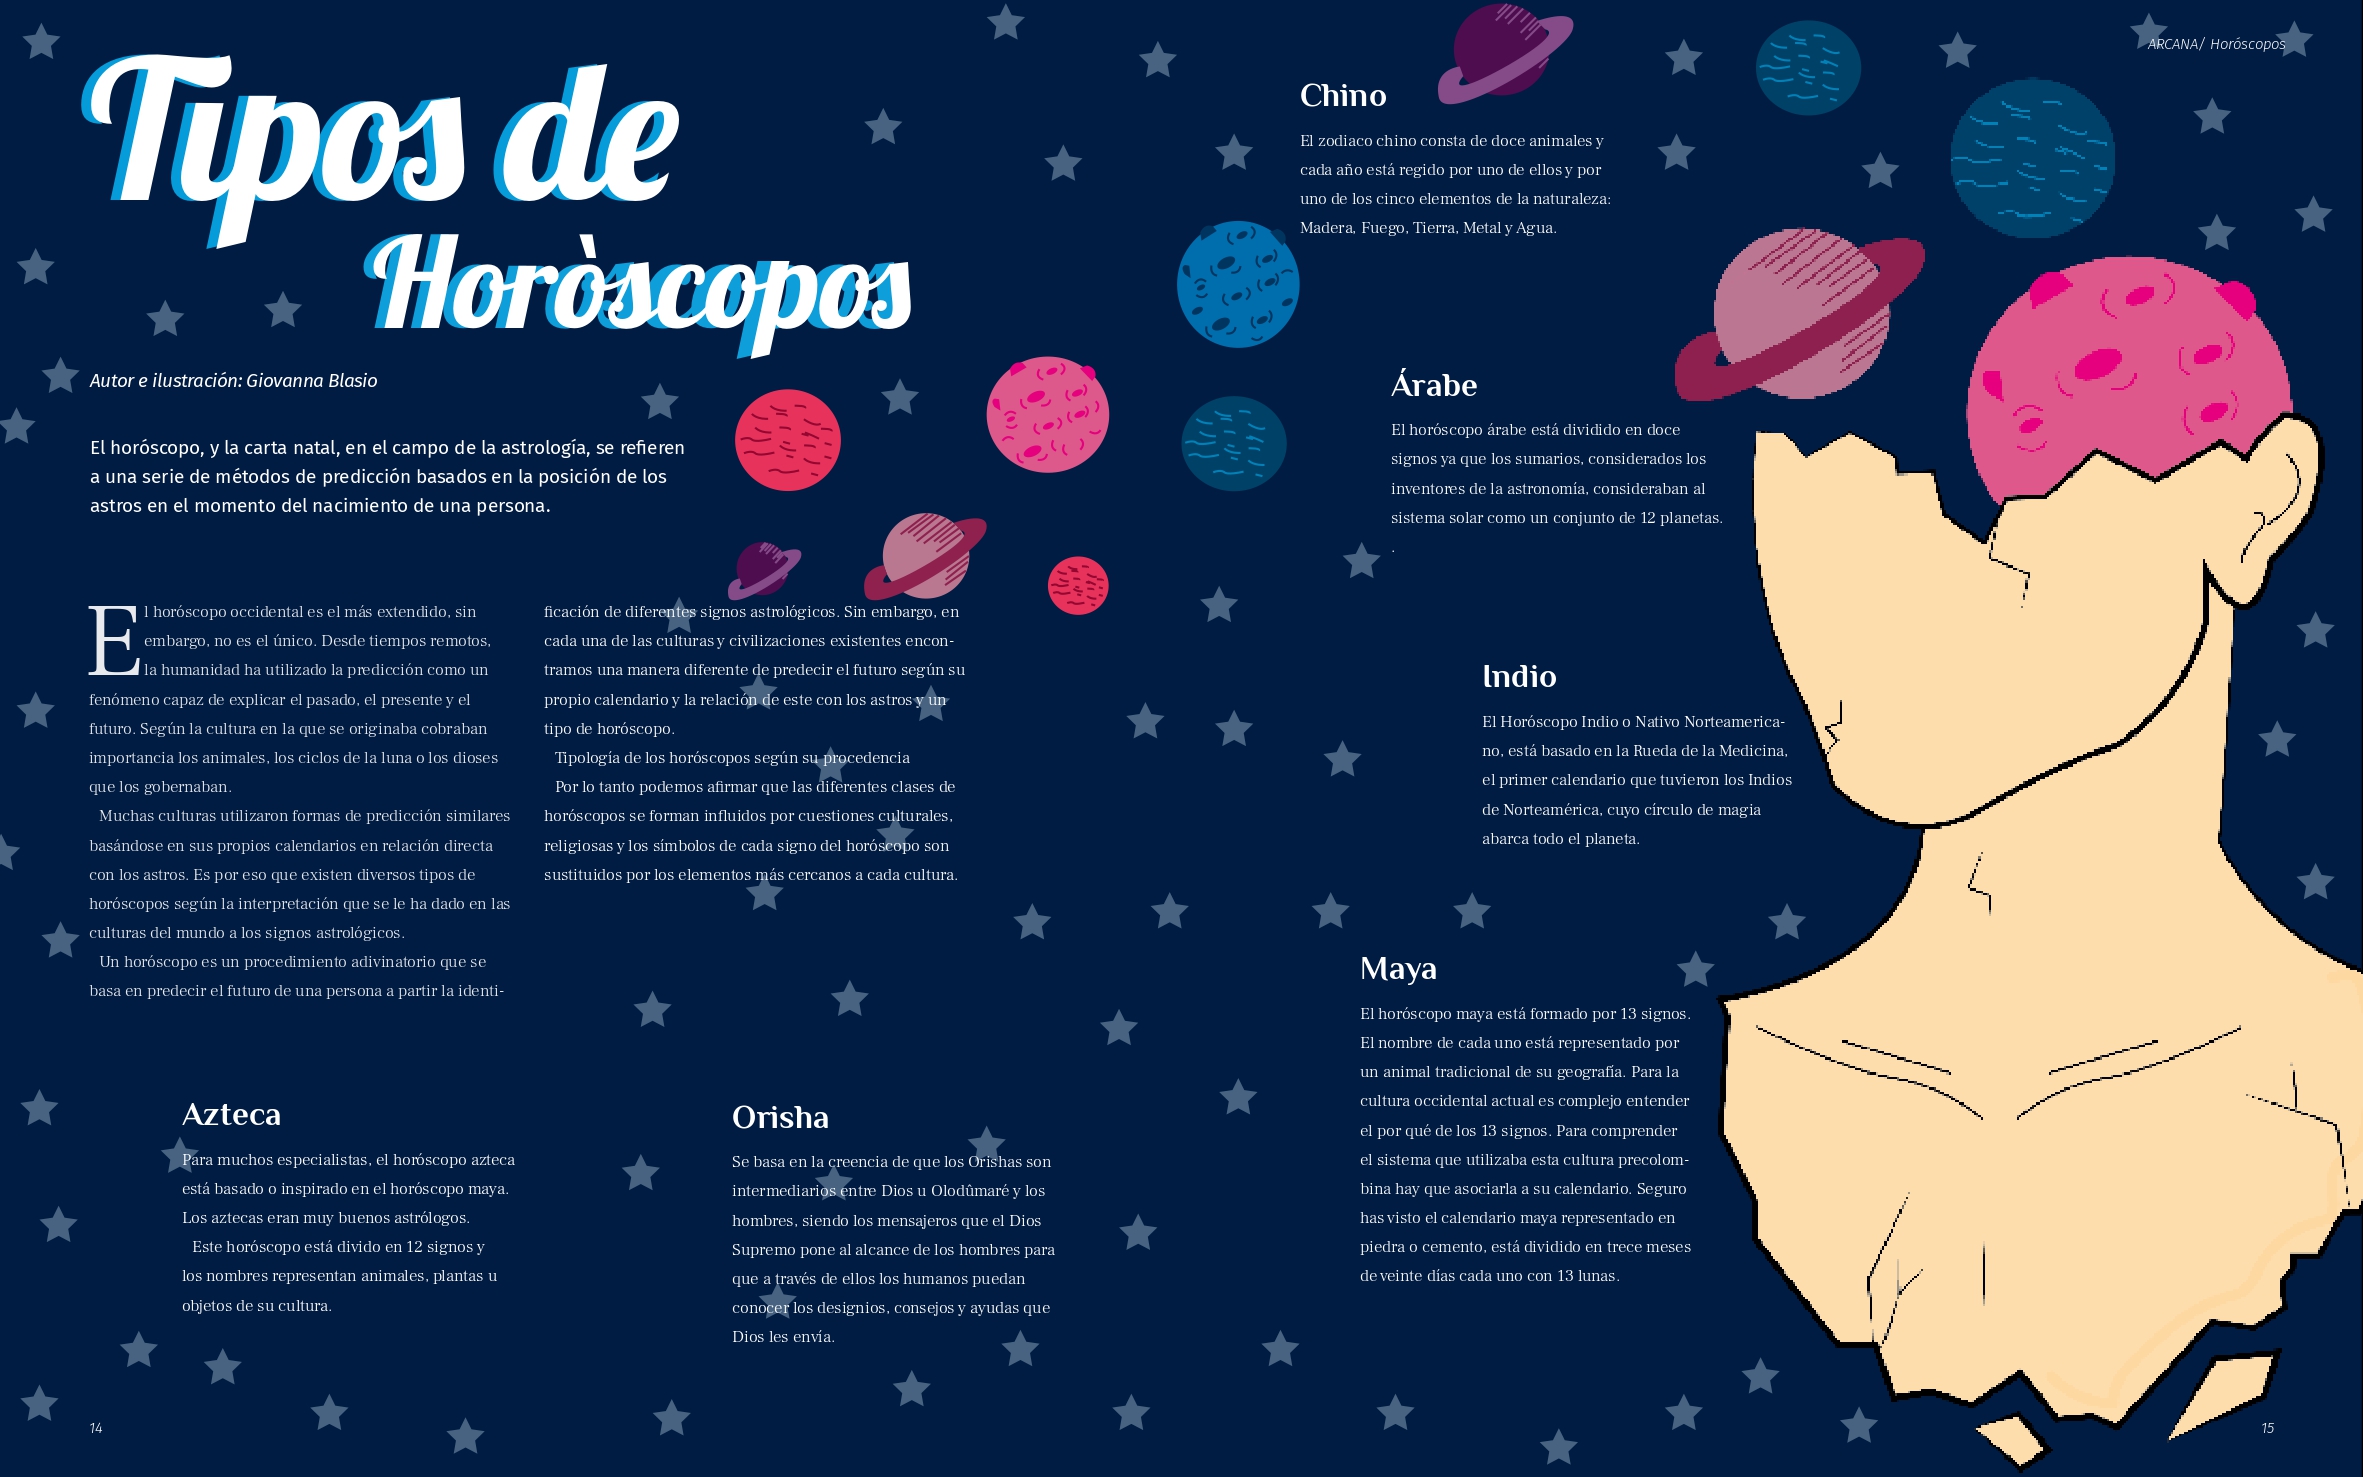 ARCANA/ Horóscopos
Tipos de
Horòscopos
Autor e ilustración: Giovanna Blasio
El horóscopo, y la carta natal, en el campo de la astrología, se refieren
a una serie de métodos de predicción basados en la posición de los
astros en el momento del nacimiento de una persona.
El horóscopo occidental es el más extendido, sin
embargo, no es el único. Desde tiempos remotos,
la humanidad ha utilizado la predicción como un
fenómeno capaz de explicar el pasado, el presente y el
futuro. Según la cultura en la que se originaba cobraban
importancia los animales, los ciclos de la luna o los dioses
que los gobernaban.
Muchas culturas utilizaron formas de predicción similares
basándose en sus propios calendarios en relación directa
con los astros. Es por eso que existen diversos tipos de
horóscopos según la interpretación que se le ha dado en las
culturas del mundo a los signos astrológicos.
Un horóscopo es un procedimiento adivinatorio que se
basa en predecir el futuro de una persona a partir la identi-
ficación de diferentes signos astrológicos. Sin embargo, en
cada una de las culturas y civilizaciones existentes encon-
tramos una manera diferente de predecir el futuro según su
propio calendario y la relación de este con los astros y un
tipo de horóscopo.
Tipología de los horóscopos según su procedencia
Por lo tanto podemos afirmar que las diferentes clases de
horóscopos se forman influidos por cuestiones culturales,
religiosas y los símbolos de cada signo del horóscopo son
sustituidos por los elementos más cercanos a cada cultura.
Azteca
Para muchos especialistas, el horóscopo azteca
está basado o inspirado en el horóscopo maya.
Los aztecas eran muy buenos astrólogos.
Este horóscopo está divido en 12 signos y
los nombres representan animales, plantas u
objetos de su cultura.
Orisha
Se basa en la creencia de que los Orishas son
intermediarios entre Dios u Olodûmaré y los
hombres, siendo los mensajeros que el Dios
Supremo pone al alcance de los hombres para
que a través de ellos los humanos puedan
conocer los designios, consejos y ayudas que
Dios les envía.
14
Chino
El zodiaco chino consta de doce animales y
cada año está regido por uno de ellos y por
uno de los cinco elementos de la naturaleza:
Madera, Fuego, Tierra, Metal y Agua.
Árabe
El horóscopo árabe está dividido en doce
signos ya que los sumarios, considerados los
inventores de la astronomía, consideraban al
sistema solar como un conjunto de 12 planetas.
.
Indio
El Horóscopo Indio o Nativo Norteamerica-
no, está basado en la Rueda de la Medicina,
el primer calendario que tuvieron los Indios
de Norteamérica, cuyo círculo de magia
abarca todo el planeta.
Maya
El horóscopo maya está formado por 13 signos.
El nombre de cada uno está representado por
un animal tradicional de su geografía. Para la
cultura occidental actual es complejo entender
el por qué de los 13 signos. Para comprender
el sistema que utilizaba esta cultura precolom-
bina hay que asociarla a su calendario. Seguro
has visto el calendario maya representado en
piedra o cemento, está dividido en trece meses
de veinte días cada uno con 13 lunas.
15